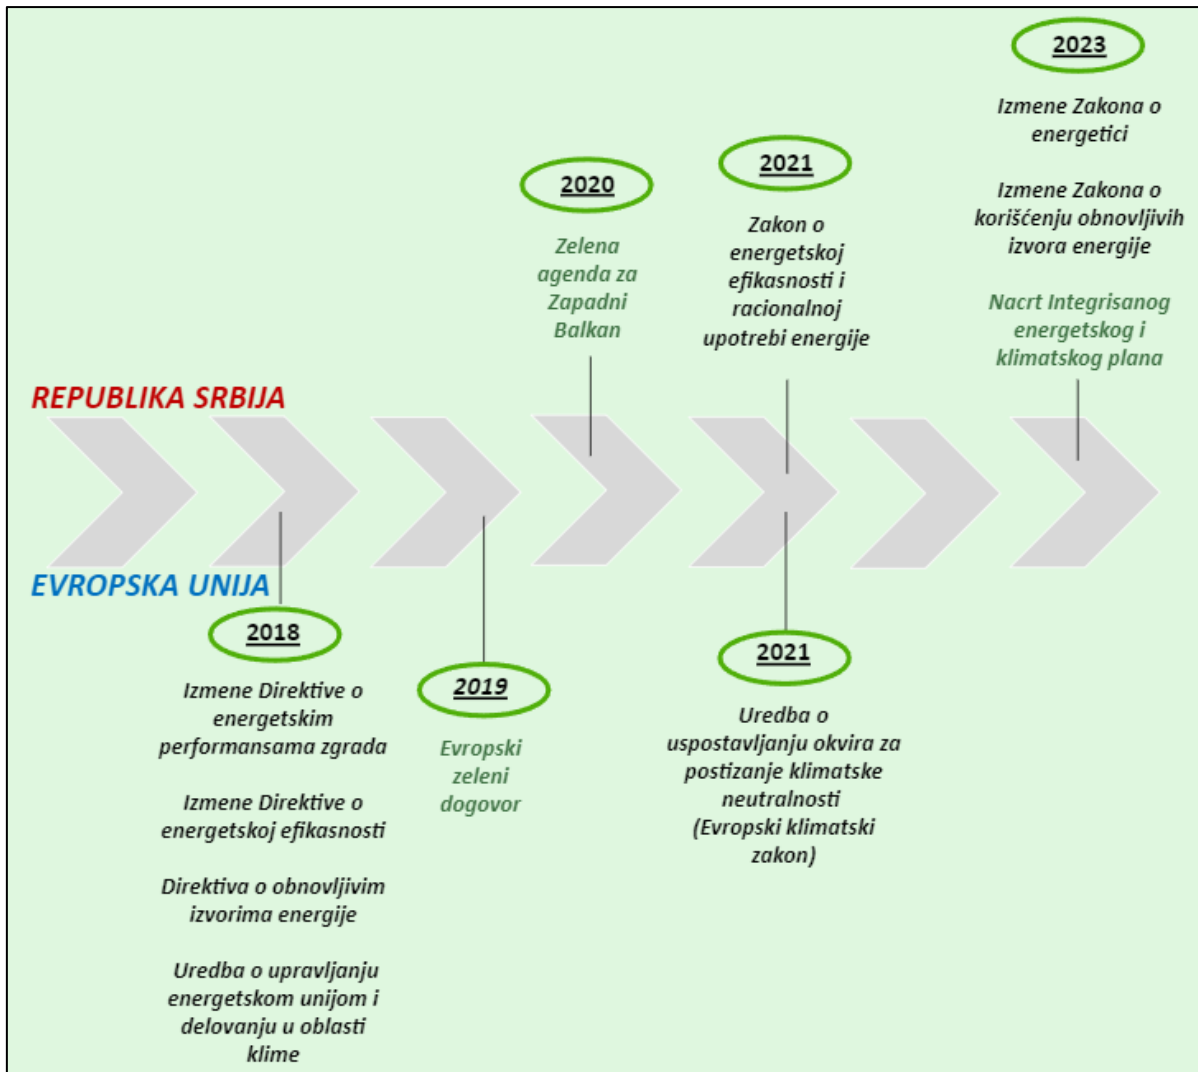 2023
Izmene Zakona o
energetici
Izmene Zakona o
korišćenju obnovljivih
izvora energije
Nacrt Integrisanog
energetskog i
klimatskog plana
2021
Zakon o
energetskoj
efikasnosti i
racionalnoj
upotrebi energije
2020
Zelena
agenda za
Zapadni
Balkan
REPUBLIKA SRBIJA
EVROPSKA UNIJA
2018
Izmene Direktive o
energetskim
performansama zgrada
Izmene Direktive o
energetskoj efikasnosti
Direktiva o obnovljivim
izvorima energije
Uredba o upravljanju
energetskom unijom i
delovanju u oblasti
klime
2019
Evropski
zeleni
dogovor
2021
Uredba o
uspostavljanju okvira za
postizanje klimatske
neutralnosti
(Evropski klimatski
zakon)